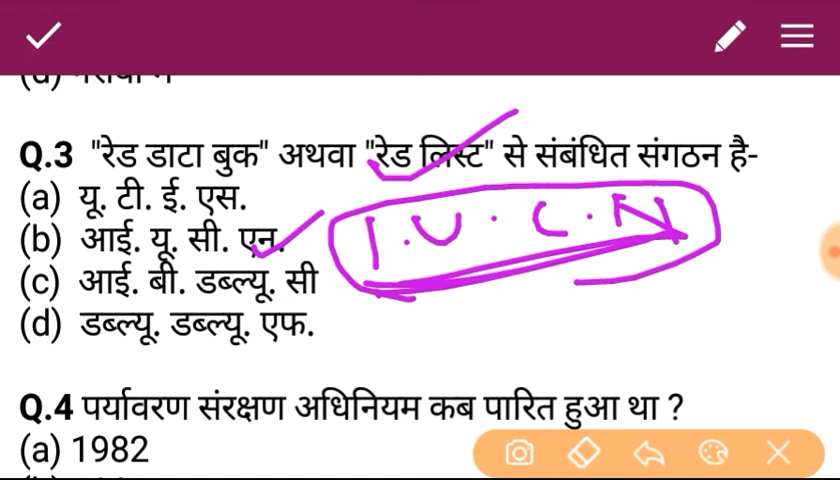 Q.3 "रेड डाटा बुक" अथवा "रेड लिस्ट" से संबंधित संगठन है-
(a) यू. टी. ई. एस.
(b) आई. यू. सी. एन.
I.U.C.N
(c) आई. बी. डब्ल्यू. सी
(d) डब्ल्यू. डब्ल्यू. एफ.
Q.4 पर्यावरण संरक्षण अधिनियम कब पारित हुआ था ?
(a) 1982